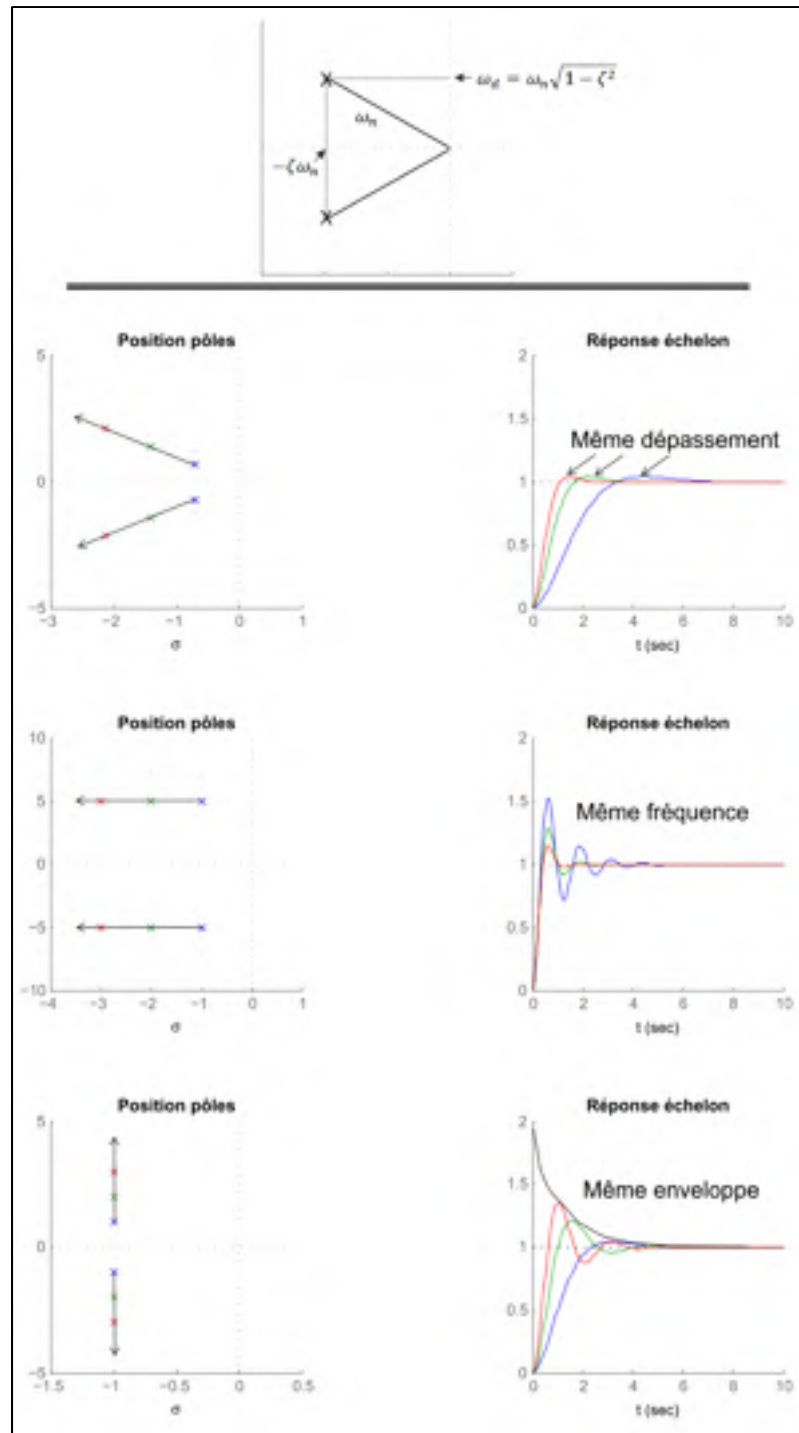 ω_d = ω_n√(1 − ζ²)
ω_n
−ζω_n
Position pôles
5
0
−5
−3 −2 −1 0 1
σ
Réponse échelon
2
1.5
1
0.5
0
0 2 4 6 8 10
t (sec)
Même dépassement
Position pôles
10
5
0
−5
−10
−4 −3 −2 −1 0 1
σ
Réponse échelon
2
1.5
1
0.5
0
0 2 4 6 8 10
t (sec)
Même fréquence
Position pôles
5
0
−5
−1.5 −1 −0.5 0 0.5
σ
Réponse échelon
2
1.5
1
0.5
0
0 2 4 6 8 10
t (sec)
Même enveloppe